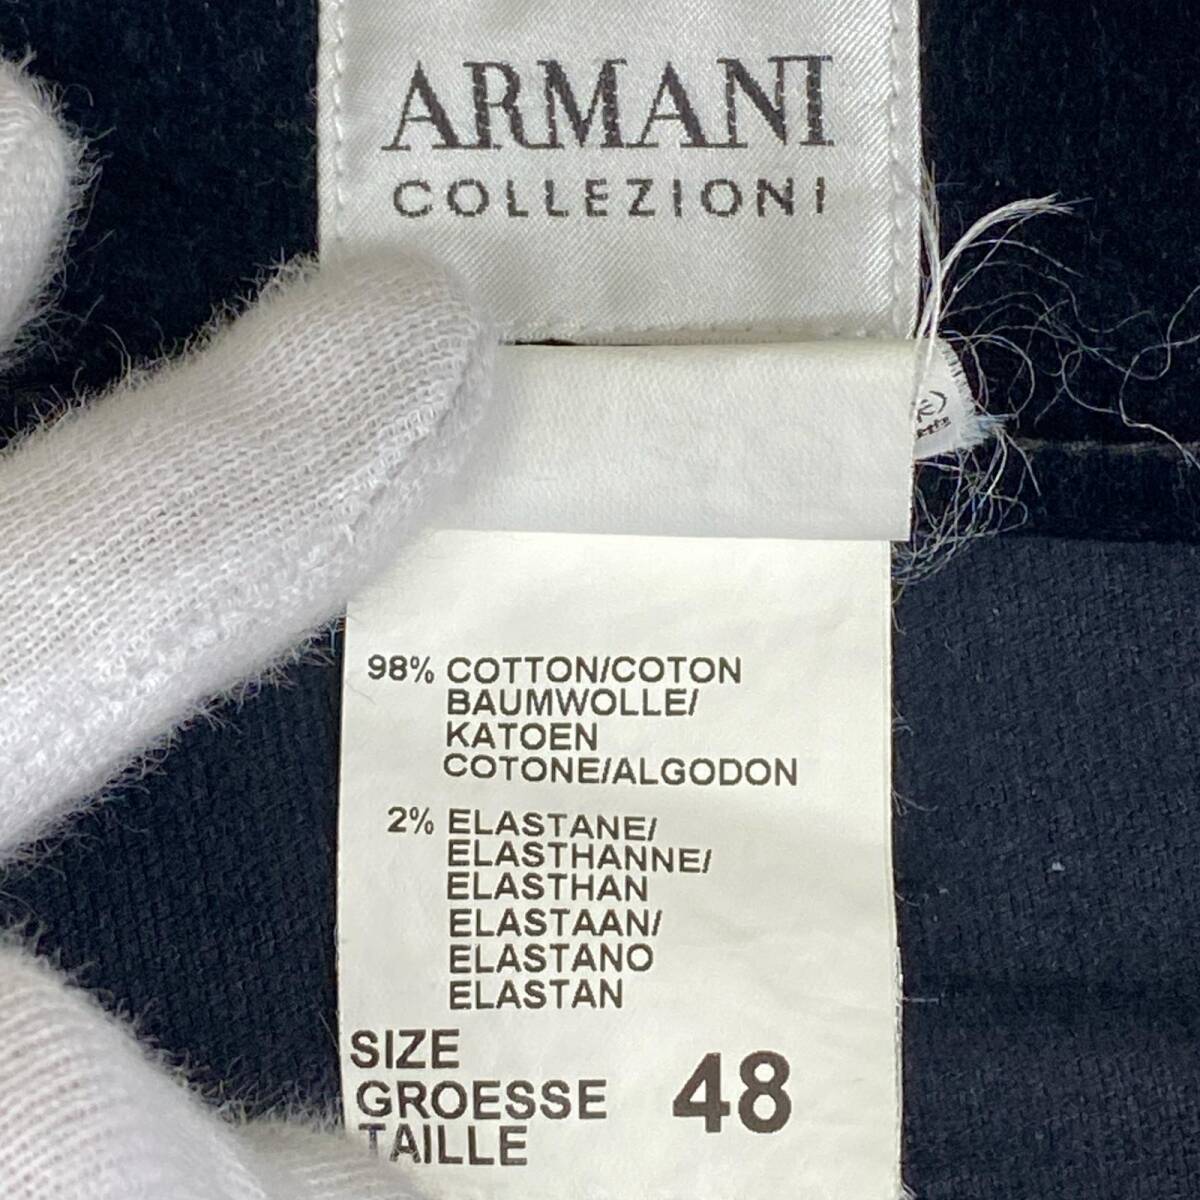 ARMANI
COLLEZIONI
98% COTTON/COTON
BAUMWOLLE/
KATOEN
COTONE/ALGODON
2% ELASTANE/
ELASTHANNE/
ELASTHAN
ELASTAAN/
ELASTANO
ELASTAN
SIZE
GROESSE 48
TAILLE